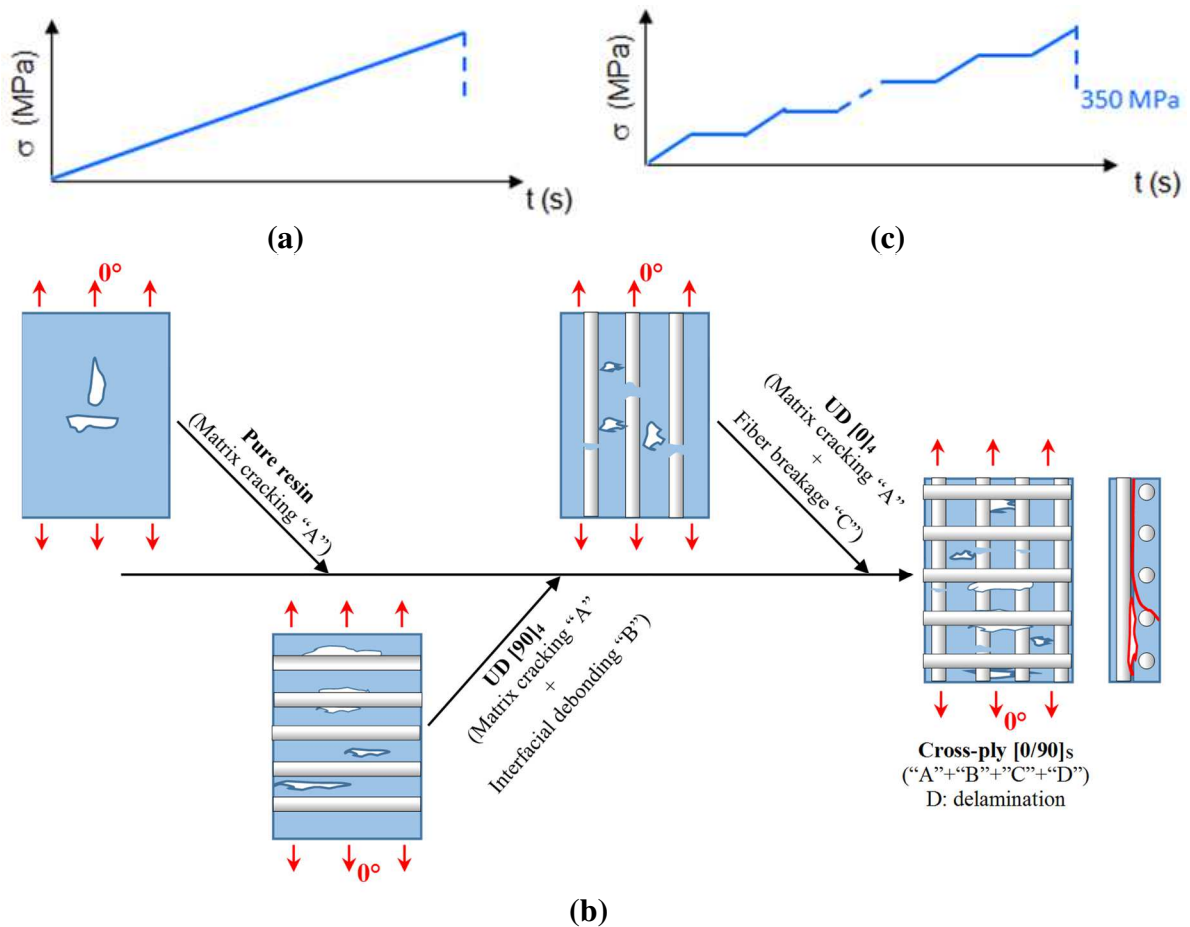 σ (MPa)
t (s)
(a)
σ (MPa)
350 MPa
t (s)
(c)
0°
Pure resin
(Matrix cracking “A”)
0°
UD [0]₄
(Matrix cracking “A”
+
Fiber breakage “C”)
UD [90]₄
(Matrix cracking “A”
+
Interfacial debonding “B”)
0°
0°
Cross-ply [0/90]s
(“A”+“B”+”C”+“D”)
D: delamination
(b)